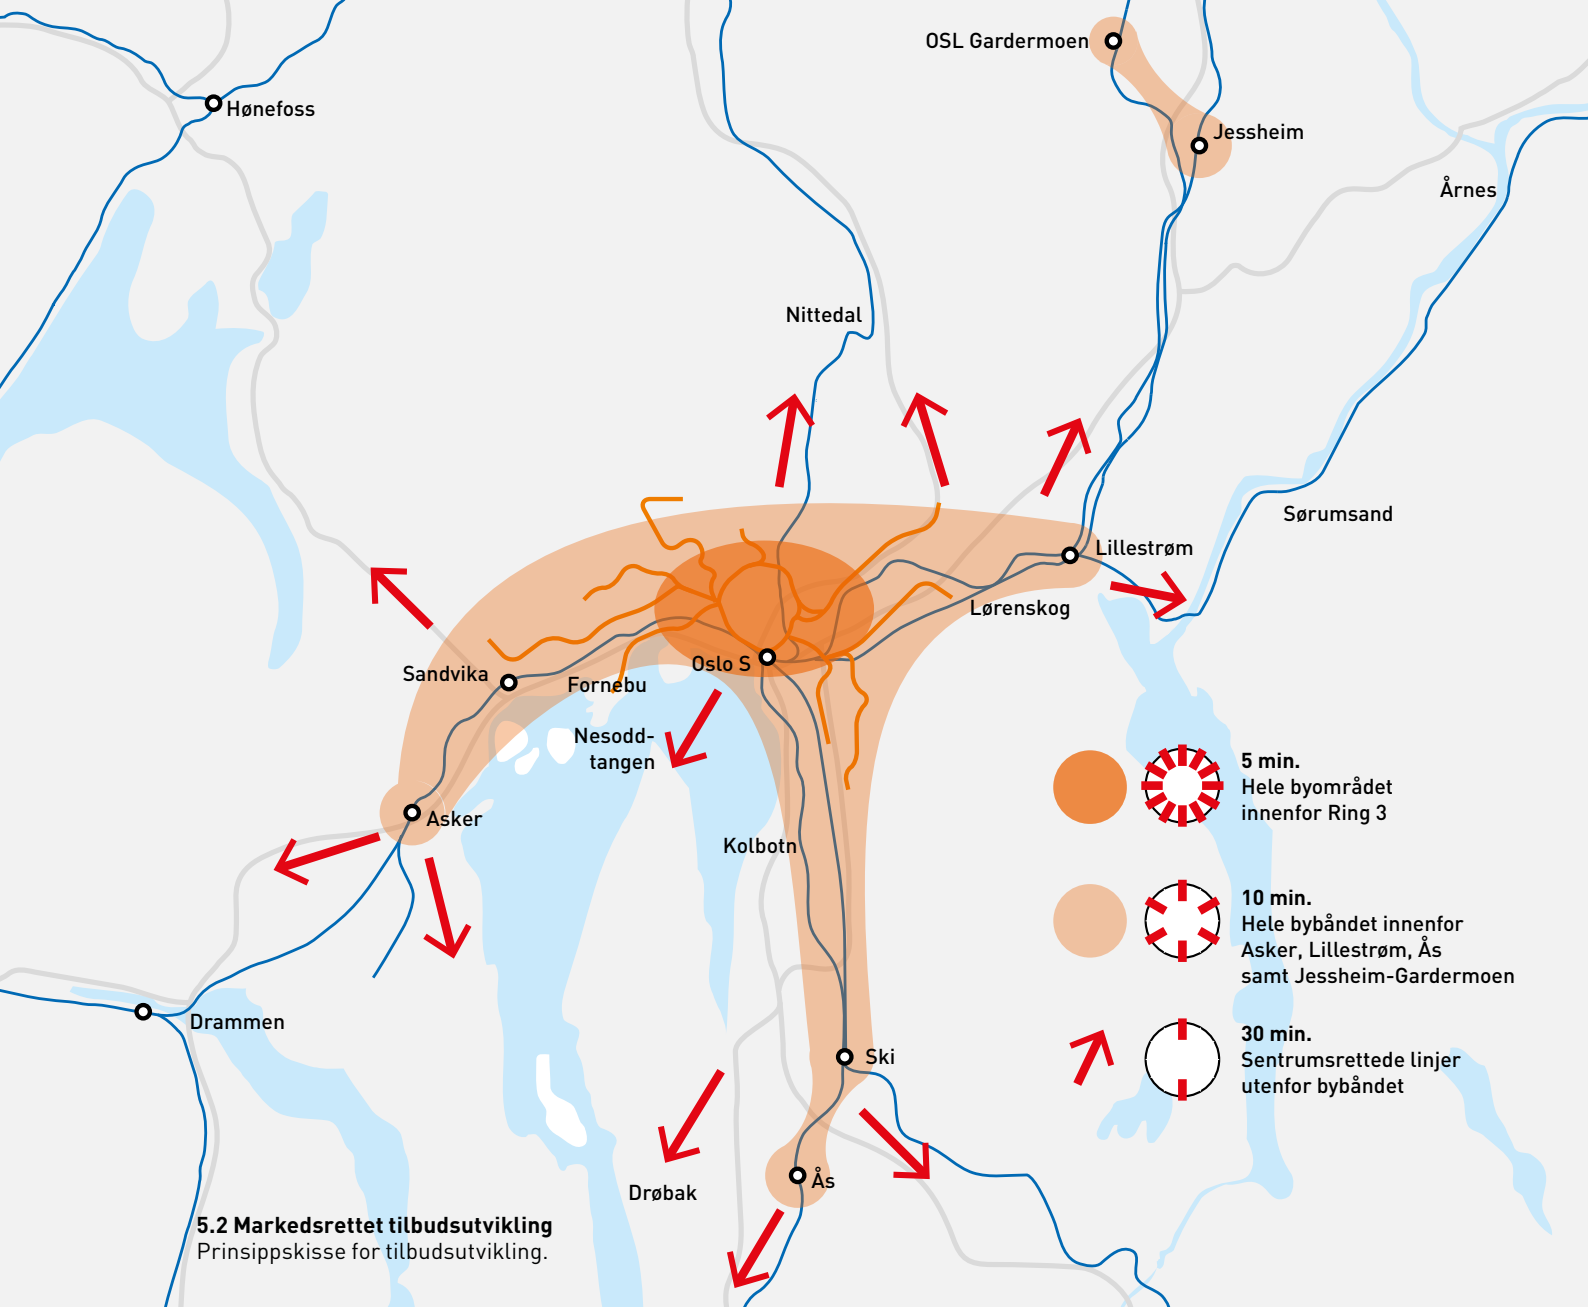 OSL Gardermoen
Hønefoss
Jessheim
Årnes
Nittedal
Sørumsand
Lillestrøm
Lørenskog
Oslo S
Sandvika
Fornebu
Nesodd-
tangen
Asker
Kolbotn
5 min.
Hele byområdet
innenfor Ring 3
10 min.
Hele bybåndet innenfor
Asker, Lillestrøm, Ås
samt Jessheim-Gardermoen
Drammen
30 min.
Sentrumsrettede linjer
utenfor bybåndet
Ski
Ås
Drøbak
5.2 Markedsrettet tilbudsutvikling
Prinsippskisse for tilbudsutvikling.